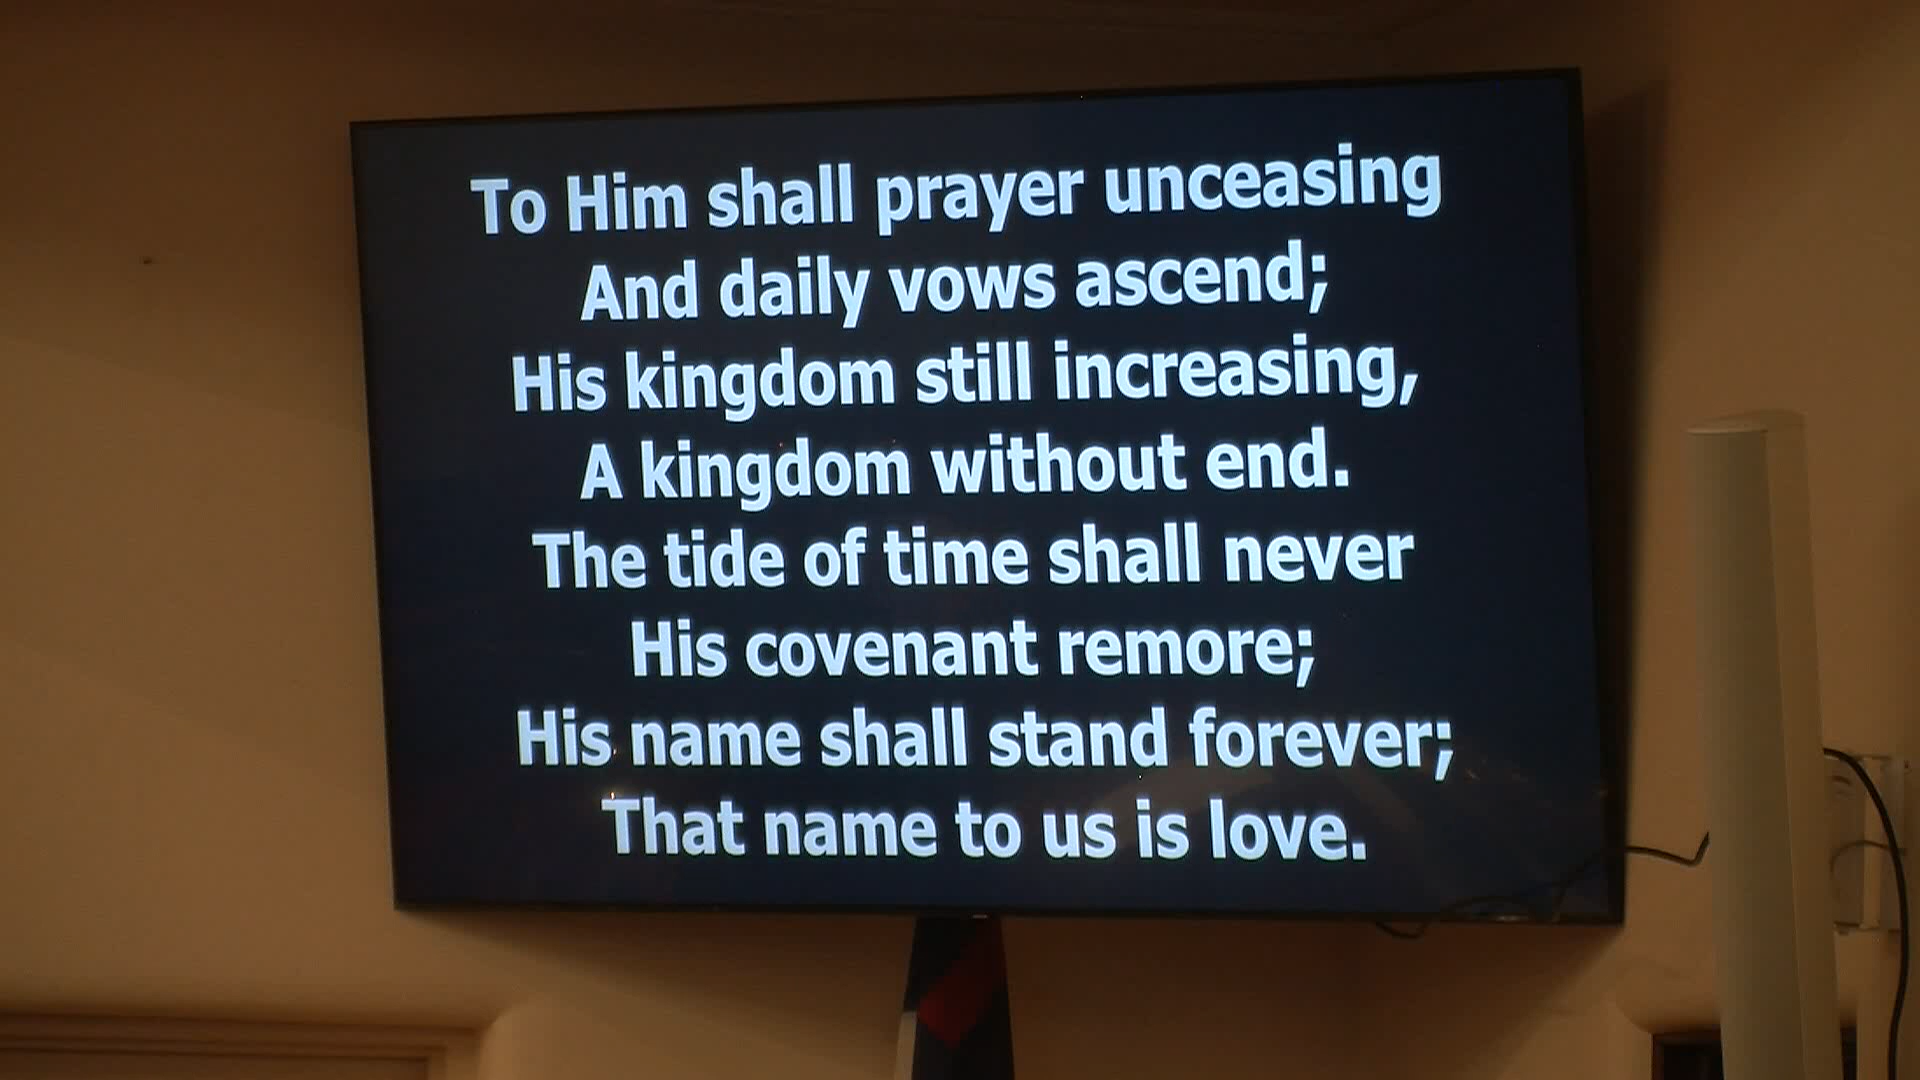 To Him shall prayer unceasing
And daily vows ascend;
His kingdom still increasing,
A kingdom without end.
The tide of time shall never
His covenant remore;
His name shall stand forever;
That name to us is love.